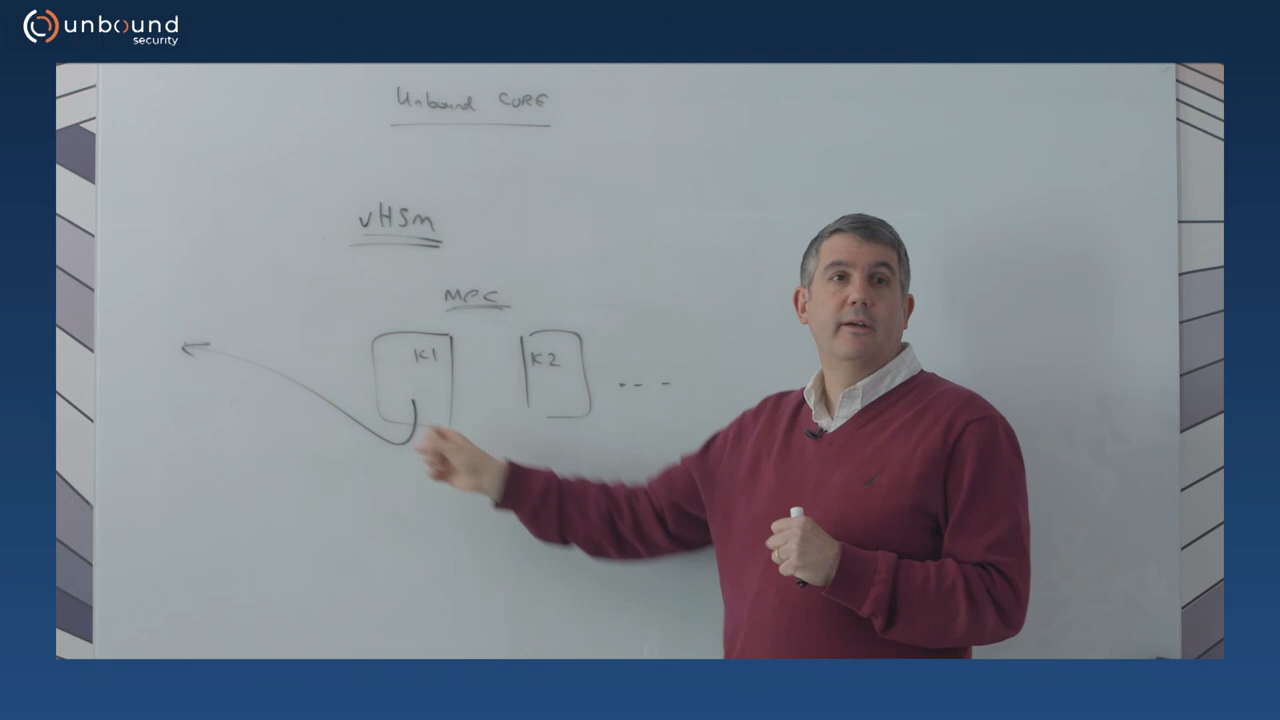 unbound
security
Unbound CORE
vHSM
MPC
K1
K2